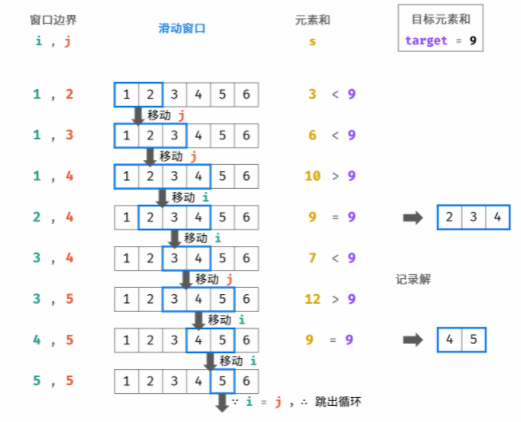 窗口边界 滑动窗口 元素和 目标元素和
i , j s target = 9
1 , 2 1 2 3 4 5 6 3 < 9
移动 j
1 , 3 1 2 3 4 5 6 6 < 9
移动 j
1 , 4 1 2 3 4 5 6 10 > 9
移动 i
2 , 4 1 2 3 4 5 6 9 = 9 2 3 4
移动 i
3 , 4 1 2 3 4 5 6 7 < 9
移动 j 记录解
3 , 5 1 2 3 4 5 6 12 > 9
移动 i
4 , 5 1 2 3 4 5 6 9 = 9 4 5
移动 i
5 , 5 1 2 3 4 5 6
∵ i = j , ∴ 跳出循环